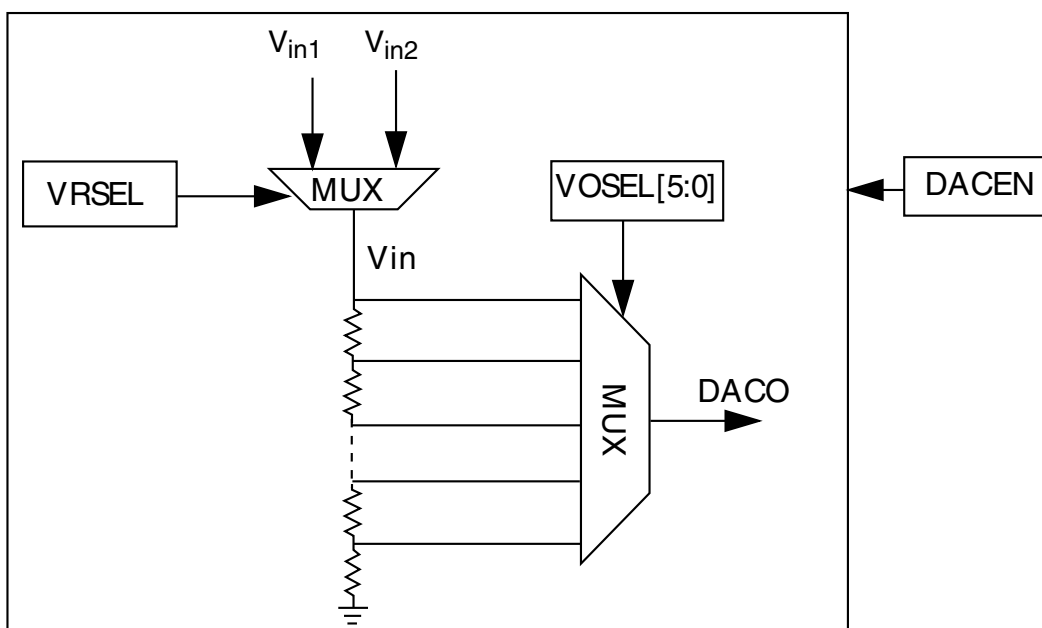 Vin1 Vin2
VRSEL
MUX
VOSEL[5:0]
DACEN
Vin
MUX
DACO